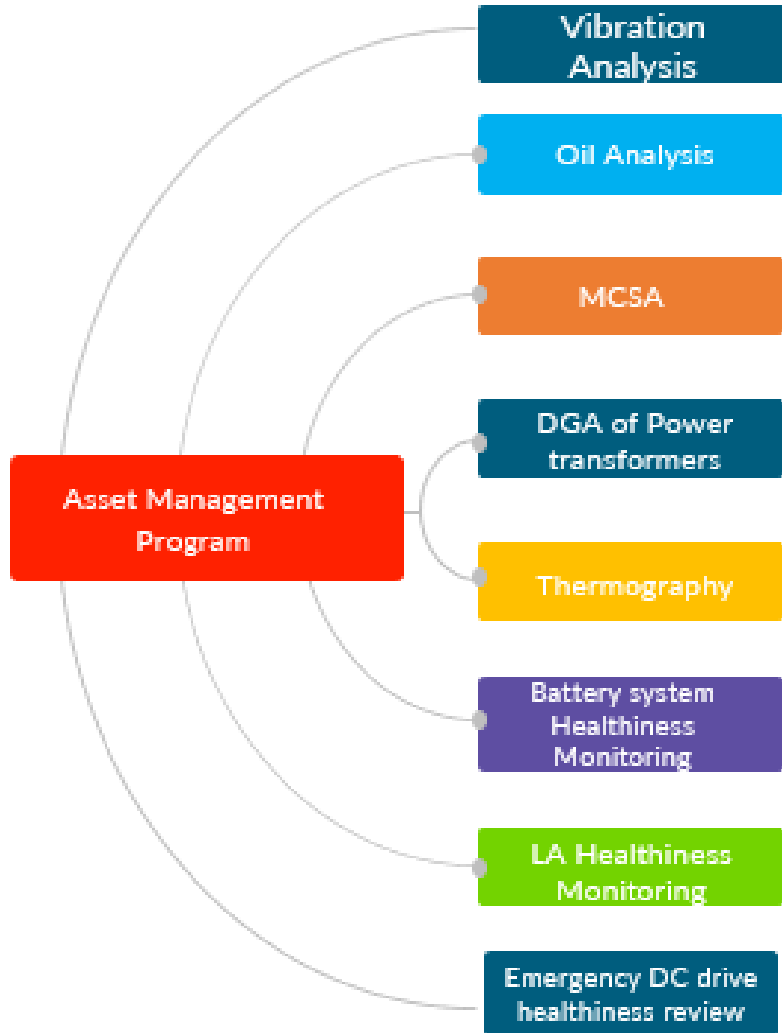 Vibration
Analysis
Oil Analysis
MCSA
DGA of Power
transformers
Asset Management
Program
Thermography
Battery system
Healthiness
Monitoring
LA Healthiness
Monitoring
Emergency DC drive
healthiness review